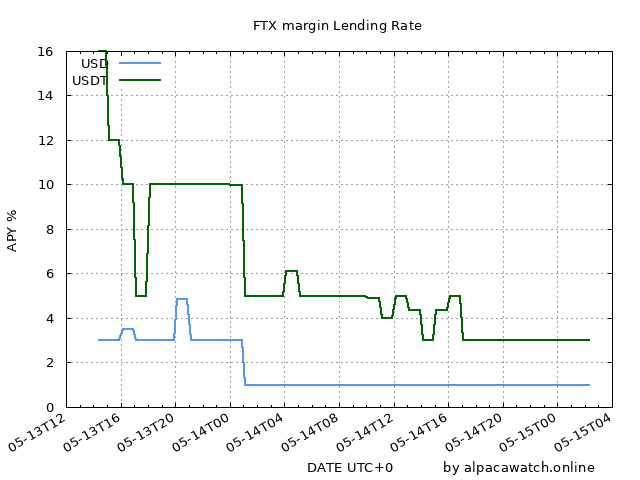 FTX margin Lending Rate
USD
USDT
APY %
16
14
12
10
8
6
4
2
0
05-13T12
05-13T16
05-13T20
05-14T00
05-14T04
05-14T08
05-14T12
05-14T16
05-14T20
05-15T00
05-15T04
DATE UTC+0
by alpacawatch.online